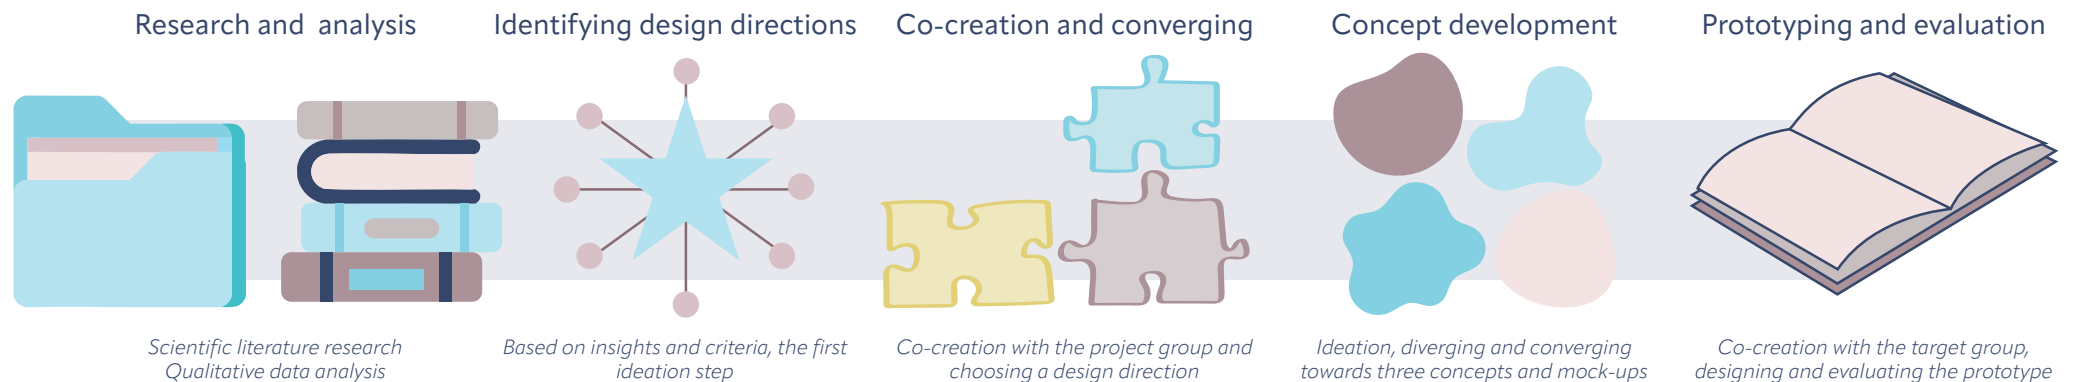 Research and analysis
Identifying design directions
Co-creation and converging
Concept development
Prototyping and evaluation
Scientific literature research
Qualitative data analysis
Based on insights and criteria, the first
ideation step
Co-creation with the project group and
choosing a design direction
Ideation, diverging and converging
towards three concepts and mock-ups
Co-creation with the target group,
designing and evaluating the prototype